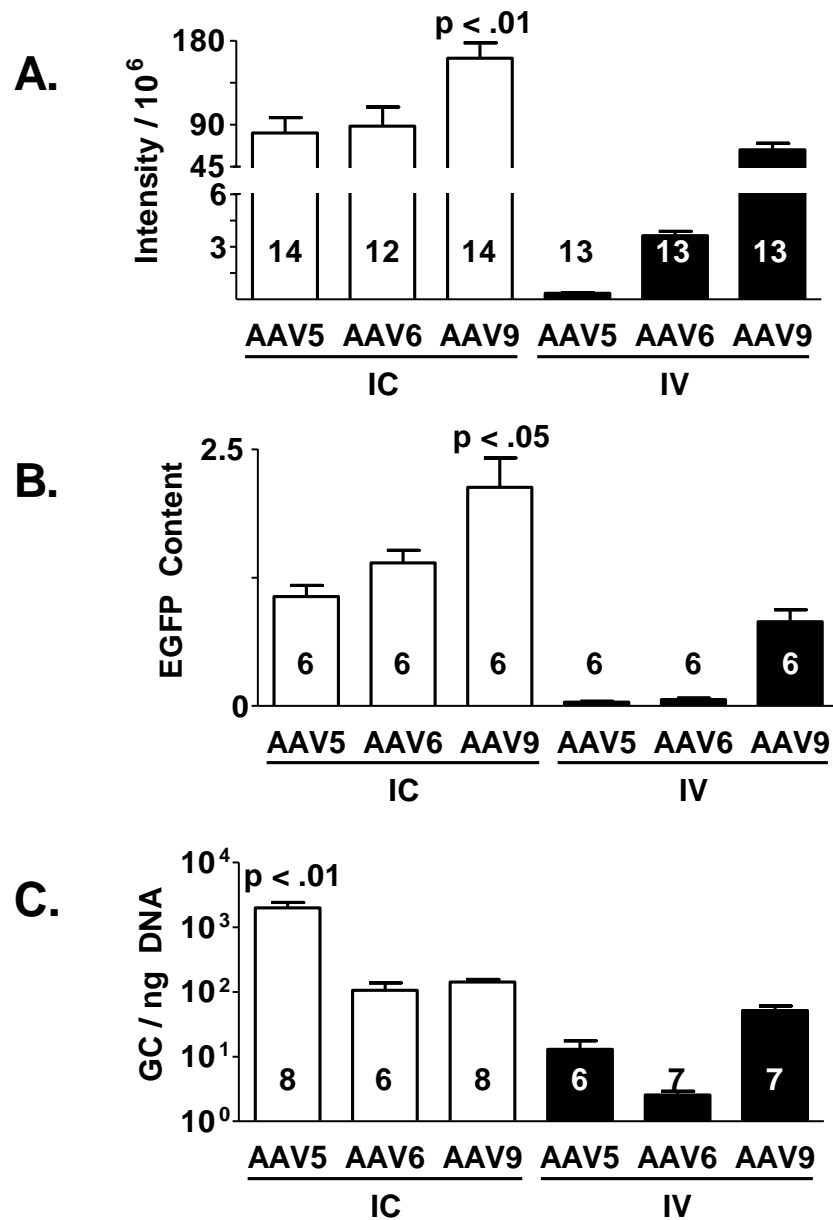 A.
p < .01
Intensity / 10⁶
180
90
45
6
3
14 12 14 13 13 13
AAV5 AAV6 AAV9 AAV5 AAV6 AAV9
IC IV
B.
p < .05
EGFP Content
2.5
0
6 6 6 6 6 6
AAV5 AAV6 AAV9 AAV5 AAV6 AAV9
IC IV
C.
p < .01
GC / ng DNA
10⁴
10³
10²
10¹
10⁰
8 6 8 6 7 7
AAV5 AAV6 AAV9 AAV5 AAV6 AAV9
IC IV